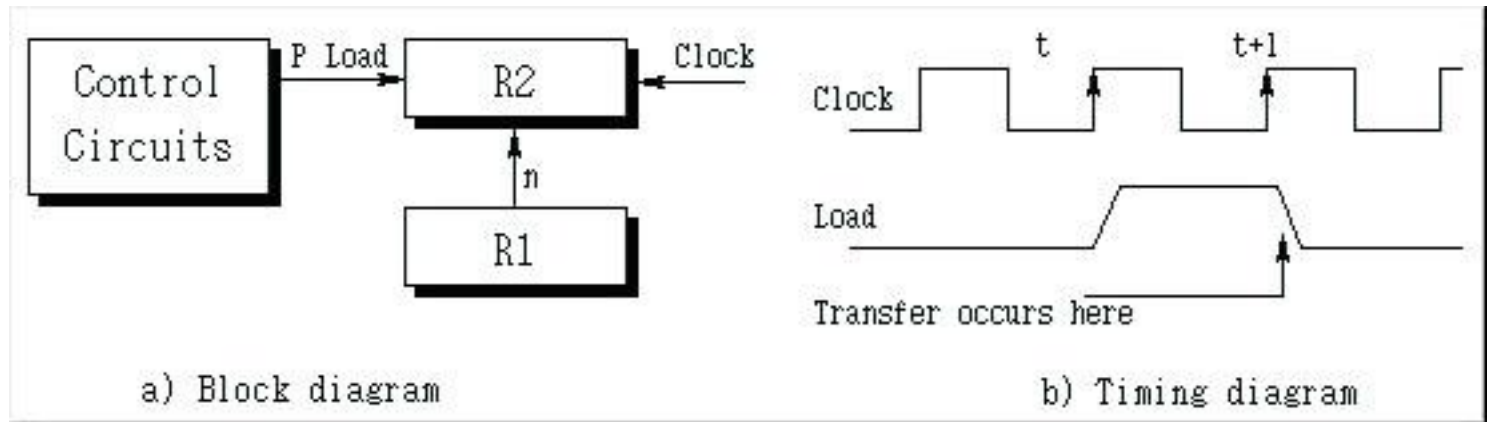 Control
Circuits
P Load
R2
Clock
n
R1
a) Block diagram
t
t+1
Clock
Load
Transfer occurs here
b) Timing diagram